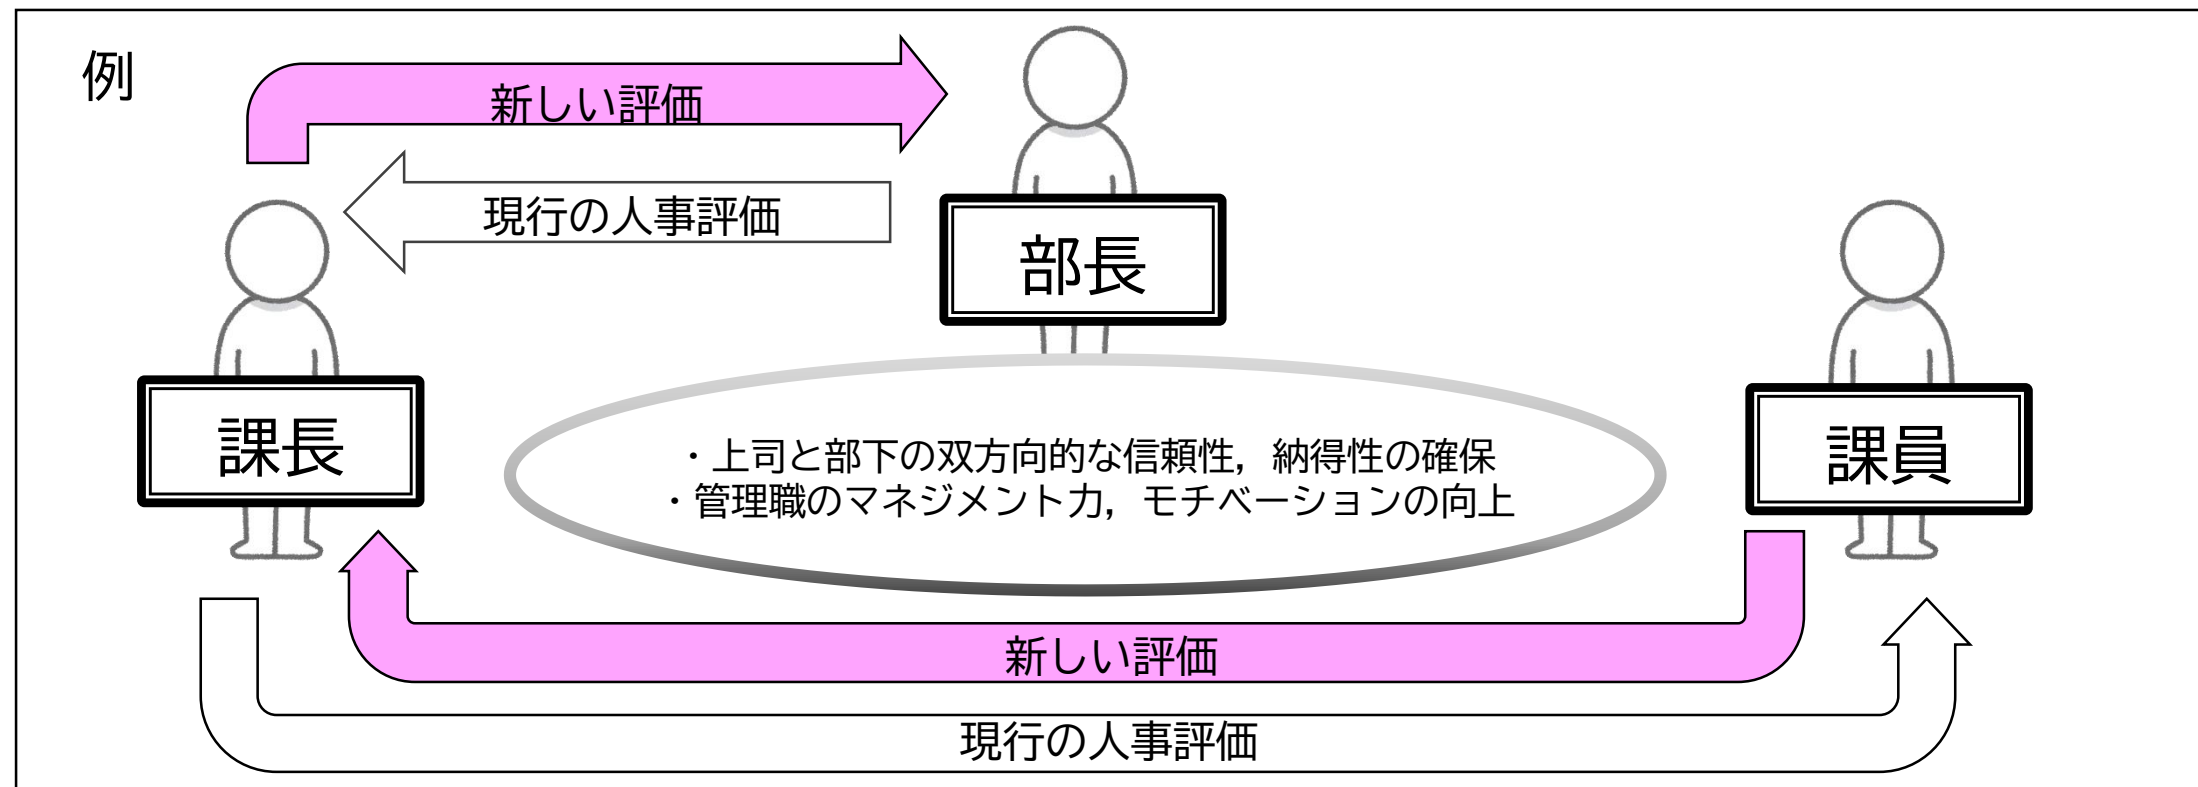 例
新しい評価
現行の人事評価
部長
課長
課員
・上司と部下の双方向的な信頼性，納得性の確保
・管理職のマネジメント力，モチベーションの向上
新しい評価
現行の人事評価